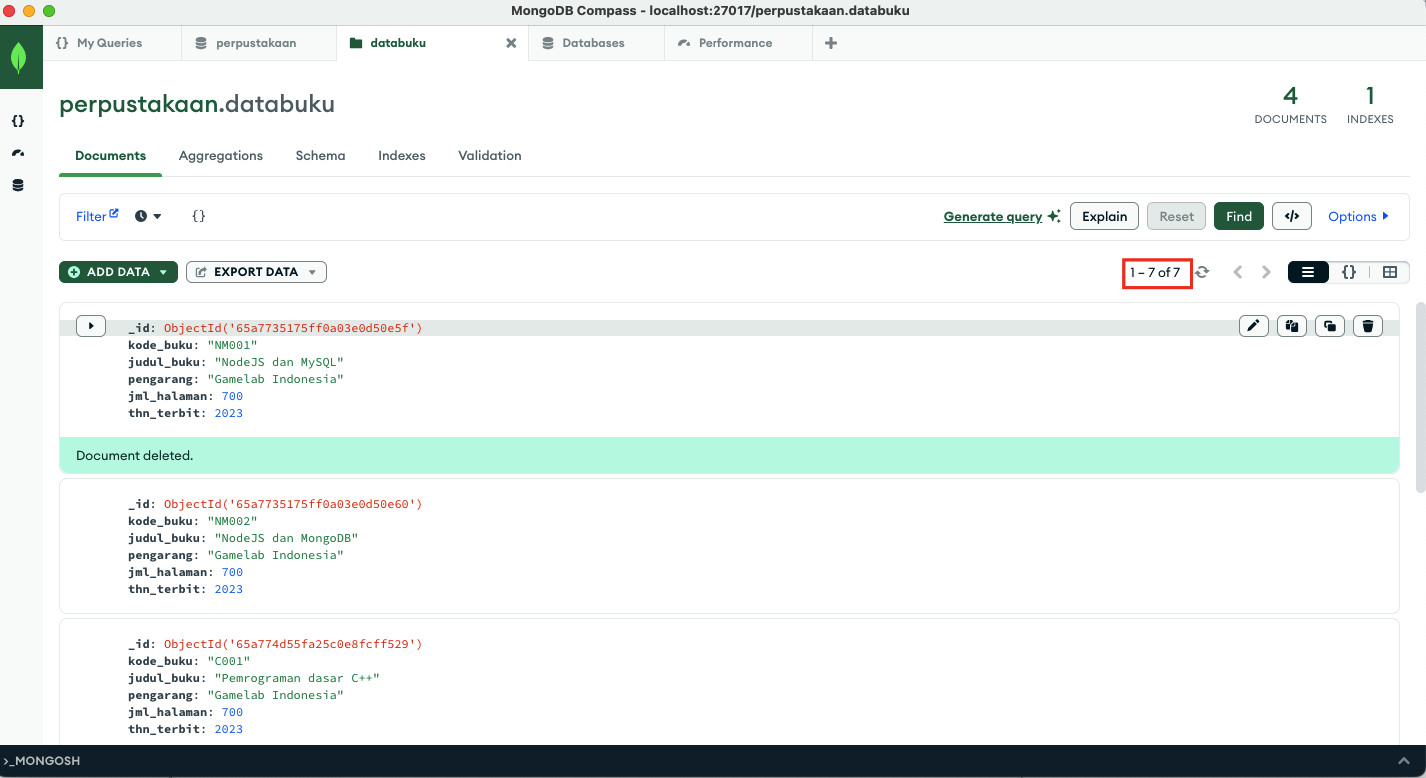 MongoDB Compass - localhost:27017/perpustakaan.databuku
{} My Queries
perpustakaan
databuku
Databases
Performance
perpustakaan.databuku
4
DOCUMENTS
1
INDEXES
Documents
Aggregations
Schema
Indexes
Validation
Filter
{}
Generate query
Explain
Reset
Find
</>
Options
ADD DATA
EXPORT DATA
1 – 7 of 7
{}
_id: ObjectId('65a7735175ff0a03e0d50e5f')
kode_buku: "NM001"
judul_buku: "NodeJS dan MySQL"
pengarang: "Gamelab Indonesia"
jml_halaman: 700
thn_terbit: 2023
Document deleted.
_id: ObjectId('65a7735175ff0a03e0d50e60')
kode_buku: "NM002"
judul_buku: "NodeJS dan MongoDB"
pengarang: "Gamelab Indonesia"
jml_halaman: 700
thn_terbit: 2023
_id: ObjectId('65a774d55fa25c0e8fcff529')
kode_buku: "C001"
judul_buku: "Pemrograman dasar C++"
pengarang: "Gamelab Indonesia"
jml_halaman: 700
thn_terbit: 2023
>_MONGOSH